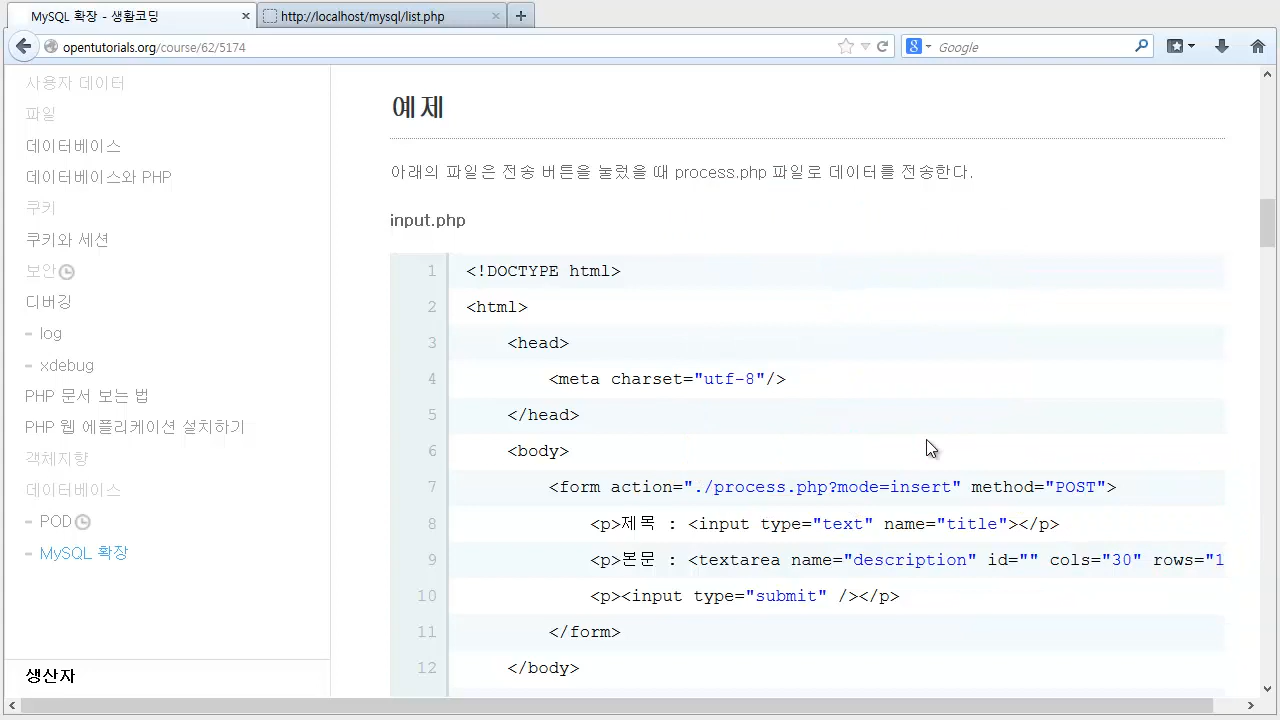 MySQL 확장 - 생활코딩
http://localhost/mysql/list.php
opentutorials.org/course/62/5174
Google
사용자 데이터
파일
데이터베이스
데이터베이스와 PHP
쿠키
쿠키와 세션
보안
디버깅
log
xdebug
PHP 문서 보는 법
PHP 웹 에플리케이션 설치하기
객체지향
데이터베이스
POD
MySQL 확장
생산자
예제
아래의 파일은 전송 버튼을 눌렀을 때 process.php 파일로 데이터를 전송한다.
input.php
1 <!DOCTYPE html>
2 <html>
3 <head>
4 <meta charset="utf-8"/>
5 </head>
6 <body>
7 <form action="./process.php?mode=insert" method="POST">
8 <p>제목 : <input type="text" name="title"></p>
9 <p>본문 : <textarea name="description" id="" cols="30" rows="1
10 <p><input type="submit" /></p>
11 </form>
12 </body>